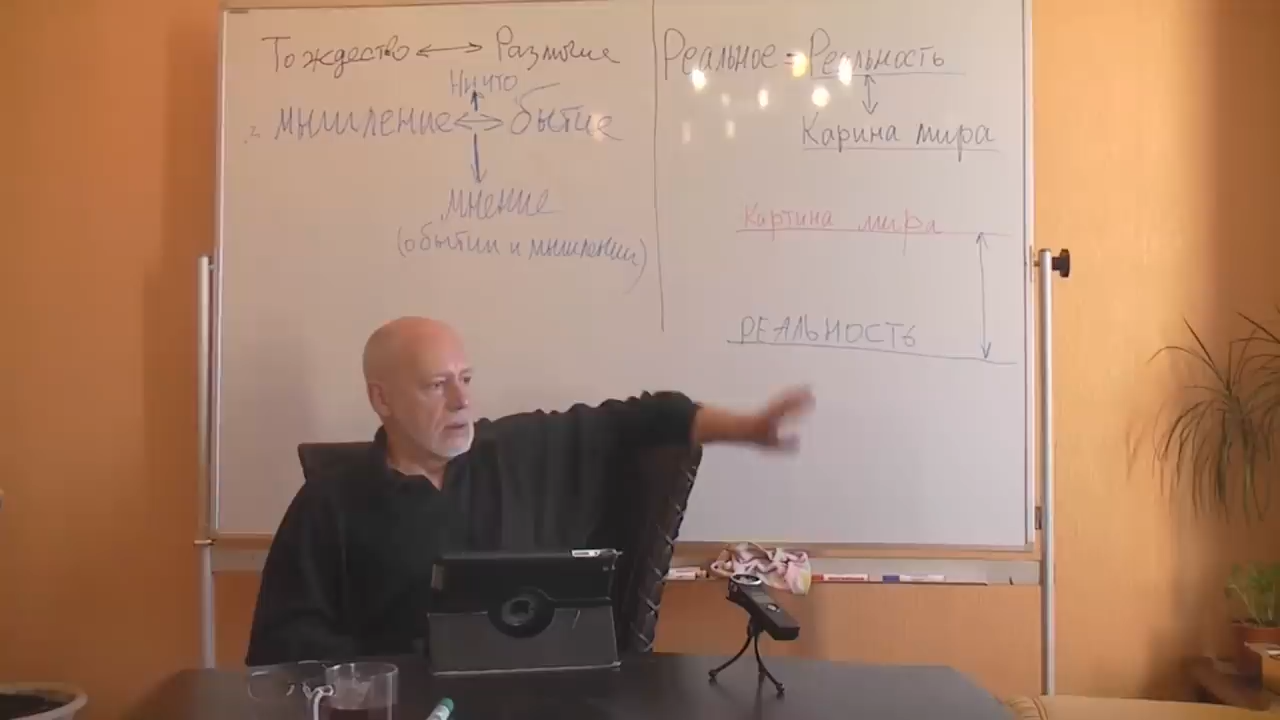 Тождество ↔ Различие
Ничто
мышление ↔ бытие
мнение
(о бытии и мышлении)
Реальное = Реальность
Карина мира
Картина мира
РЕАЛЬНОСТЬ